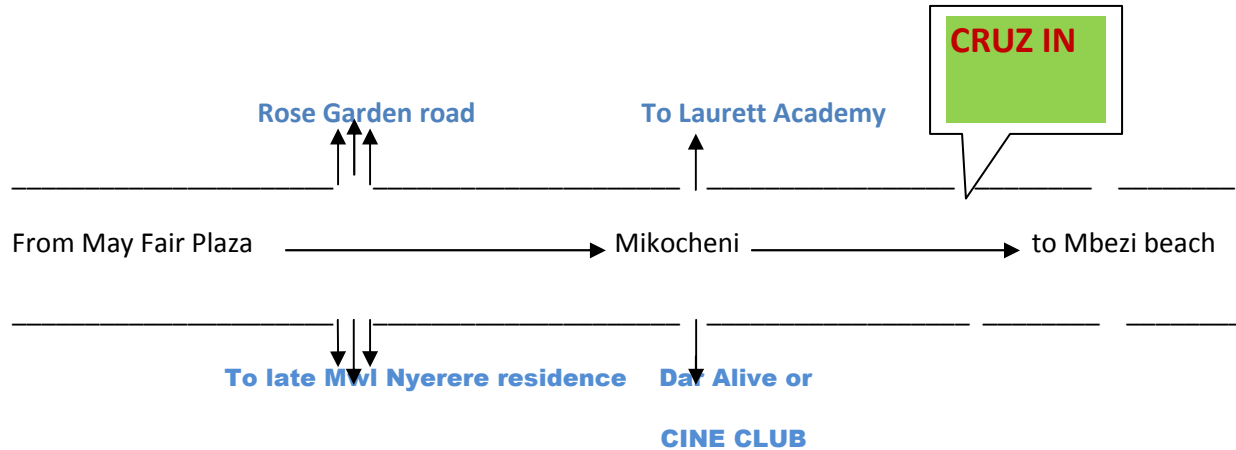 CRUZ IN
Rose Garden road To Laurett Academy
From May Fair Plaza Mikocheni to Mbezi beach
To late Mwl Nyerere residence Dar Alive or
CINE CLUB